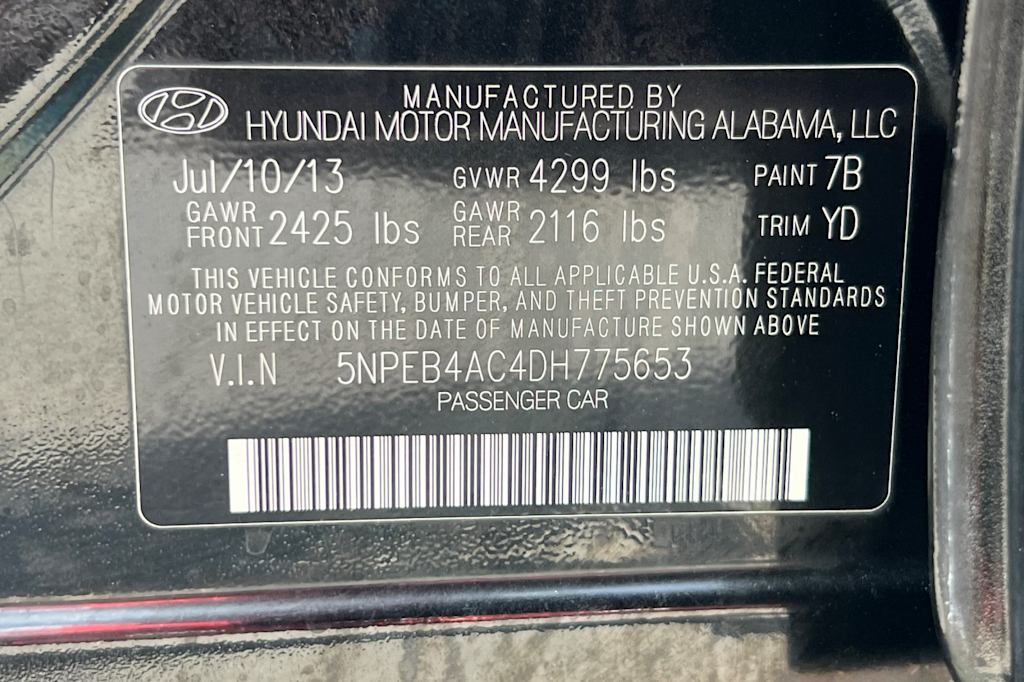 MANUFACTURED BY
HYUNDAI MOTOR MANUFACTURING ALABAMA, LLC
Jul/10/13 GVWR 4299 lbs PAINT 7B
GAWR FRONT 2425 lbs GAWR REAR 2116 lbs TRIM YD
THIS VEHICLE CONFORMS TO ALL APPLICABLE U.S.A. FEDERAL
MOTOR VEHICLE SAFETY, BUMPER, AND THEFT PREVENTION STANDARDS
IN EFFECT ON THE DATE OF MANUFACTURE SHOWN ABOVE
V.I.N 5NPEB4AC4DH775653
PASSENGER CAR